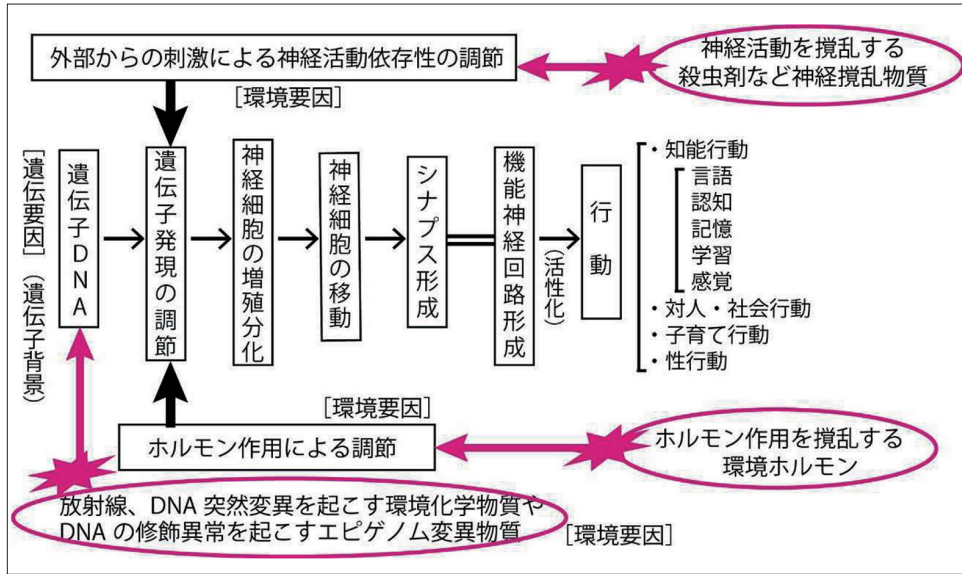 外部からの刺激による神経活動依存性の調節
神経活動を攪乱する
殺虫剤など神経攪乱物質
[環境要因]
[遺伝要因]（遺伝子背景）
遺伝子DNA
遺伝子発現の調節
神経細胞の増殖分化
神経細胞の移動
シナプス形成
機能神経回路形成
(活性化)
行動
・知能行動
言語
認知
記憶
学習
感覚
・対人・社会行動
・子育て行動
・性行動
[環境要因]
ホルモン作用による調節
ホルモン作用を攪乱する
環境ホルモン
放射線、DNA 突然変異を起こす環境化学物質や
DNA の修飾異常を起こすエピゲノム変異物質
[環境要因]